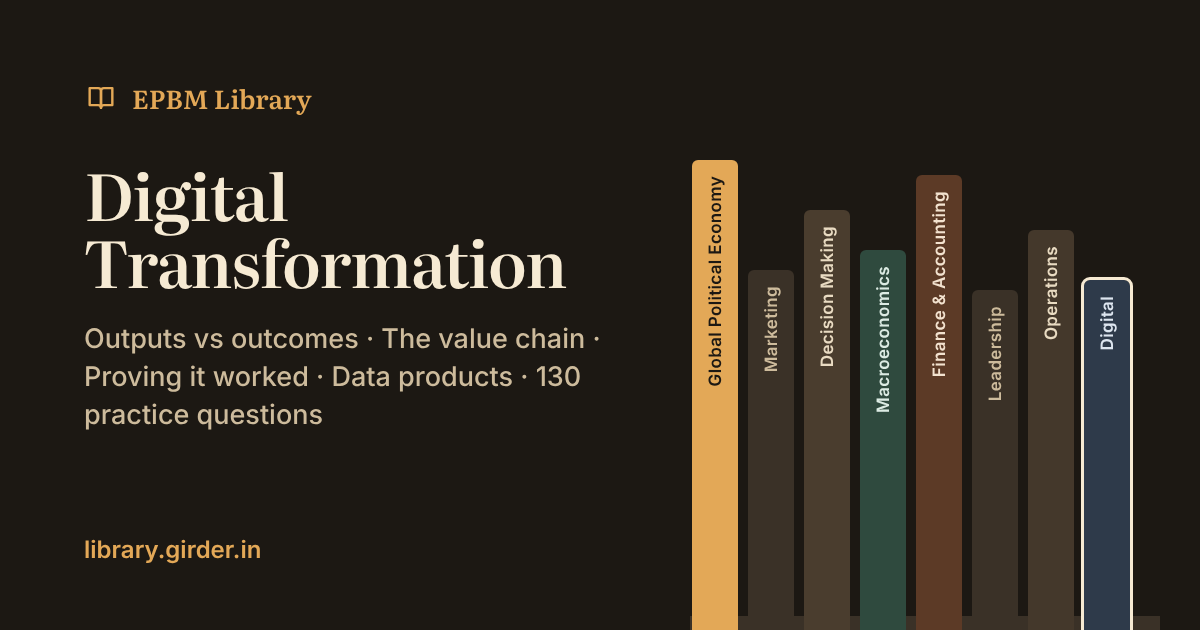 EPBM Library
Digital
Transformation
Outputs vs outcomes · The value chain ·
Proving it worked · Data products · 130
practice questions
library.girder.in
Global Political Economy
Marketing
Decision Making
Macroeconomics
Finance & Accounting
Leadership
Operations
Digital